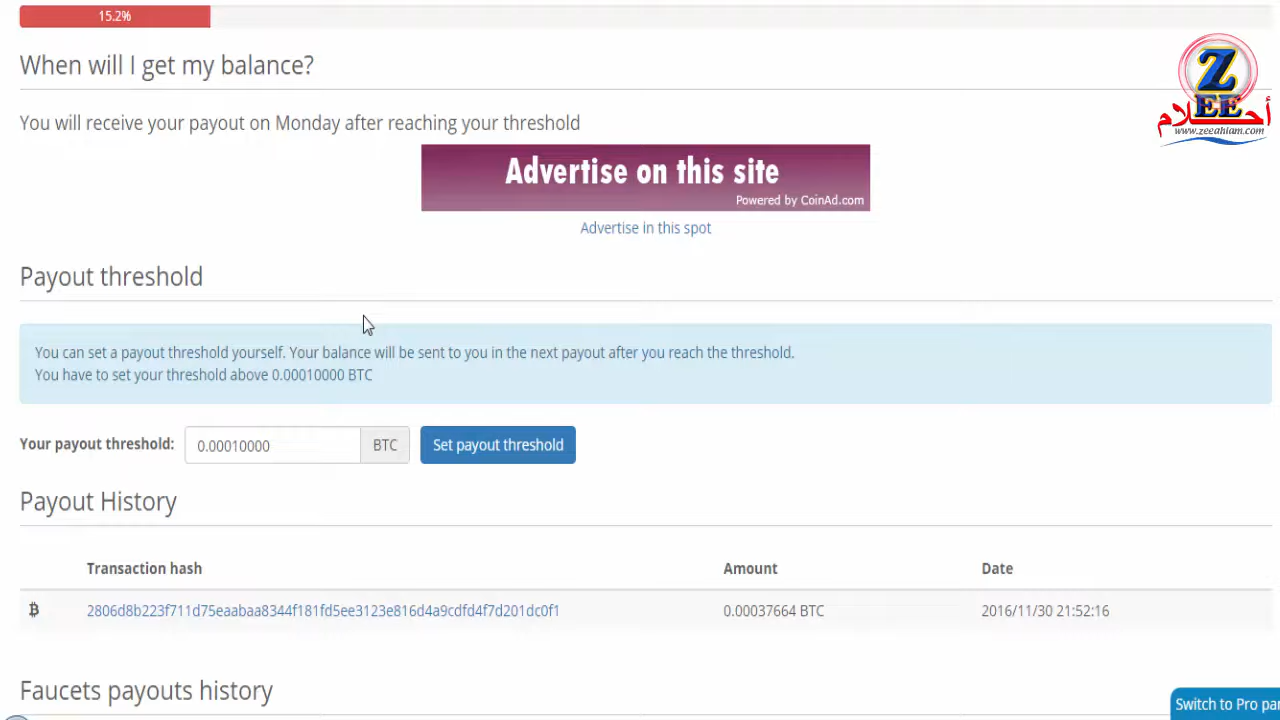 15.2%
When will I get my balance?
You will receive your payout on Monday after reaching your threshold
Advertise on this site
Powered by CoinAd.com
Advertise in this spot
Payout threshold
You can set a payout threshold yourself. Your balance will be sent to you in the next payout after you reach the threshold.
You have to set your threshold above 0.00010000 BTC
Your payout threshold: 0.00010000 BTC Set payout threshold
Payout History
Transaction hash Amount Date
2806d8b223f711d75eaabaa8344f181fd5ee3123e816d4a9cdfd4f7d201dc0f1 0.00037664 BTC 2016/11/30 21:52:16
Faucets payouts history
Switch to Pro pan
Z
EE
أحلام
www.zeeahlam.com